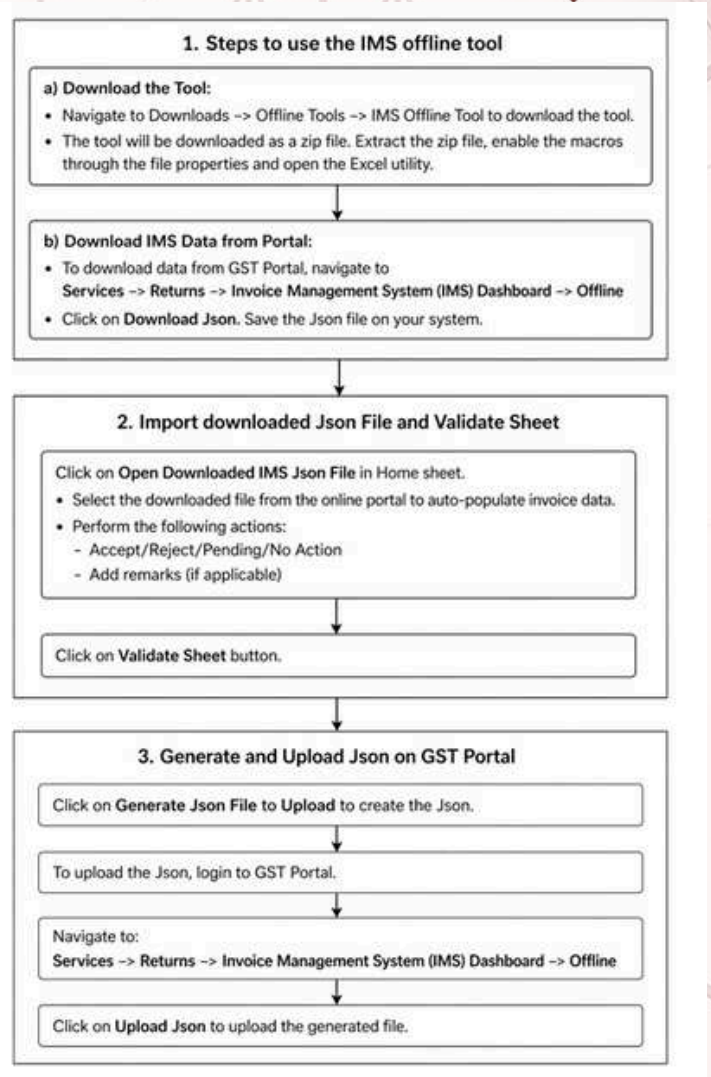 1. Steps to use the IMS offline tool
a) Download the Tool:
• Navigate to Downloads –> Offline Tools –> IMS Offline Tool to download the tool.
• The tool will be downloaded as a zip file. Extract the zip file, enable the macros
through the file properties and open the Excel utility.
b) Download IMS Data from Portal:
• To download data from GST Portal, navigate to
Services –> Returns –> Invoice Management System (IMS) Dashboard –> Offline
• Click on Download Json. Save the Json file on your system.
2. Import downloaded Json File and Validate Sheet
Click on Open Downloaded IMS Json File in Home sheet.
• Select the downloaded file from the online portal to auto-populate invoice data.
• Perform the following actions:
– Accept/Reject/Pending/No Action
– Add remarks (if applicable)
Click on Validate Sheet button.
3. Generate and Upload Json on GST Portal
Click on Generate Json File to Upload to create the Json.
To upload the Json, login to GST Portal.
Navigate to:
Services –> Returns –> Invoice Management System (IMS) Dashboard –> Offline
Click on Upload Json to upload the generated file.